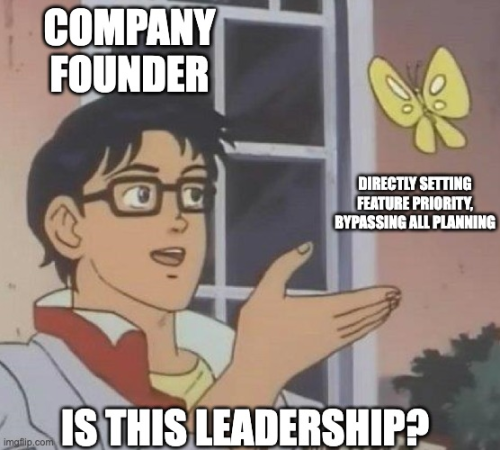 COMPANY
FOUNDER
DIRECTLY SETTING
FEATURE PRIORITY,
BYPASSING ALL PLANNING
IS THIS LEADERSHIP?
imgflip.com